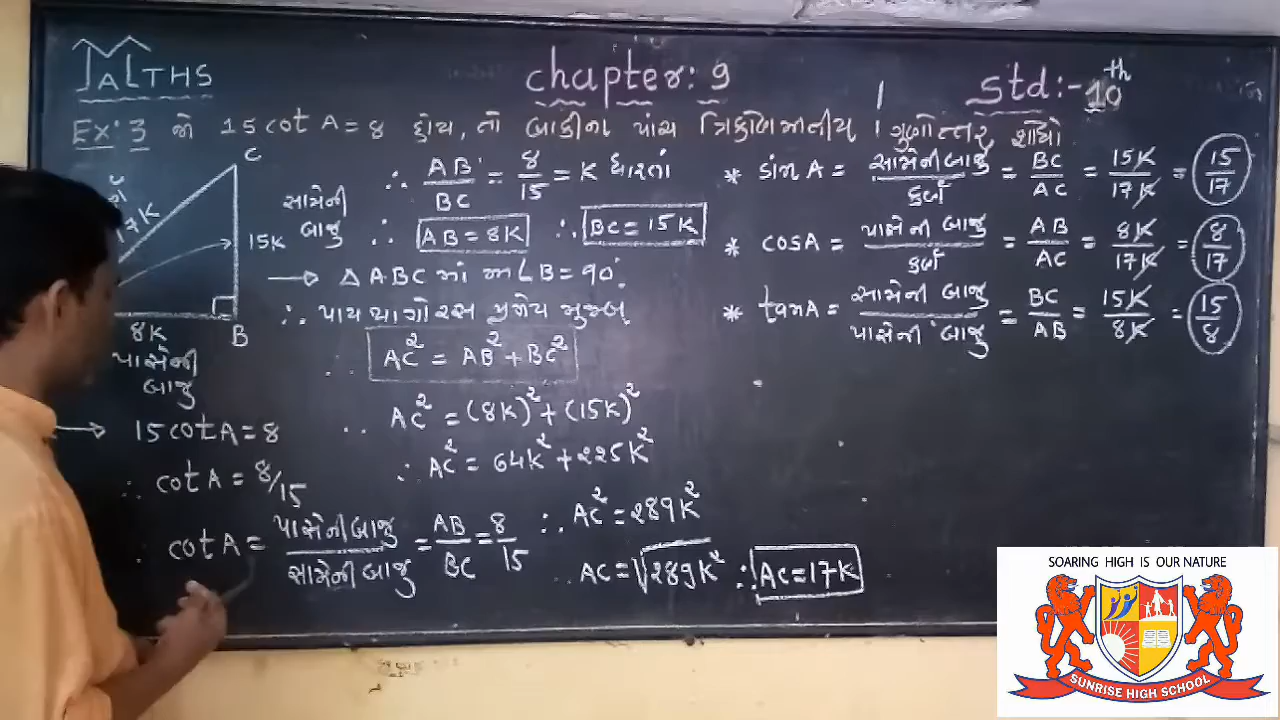 MATHS
chapter: 9
std:- 10th
Ex: 3 જો 15 cot A = 8 હોય, તો બાકીના પાંચ ત્રિકોણમિતીય ગુણોત્તર શોધો
C
17K
15K
8K
B
સામેની
બાજુ
પાસેની
બાજુ
→ 15 cot A = 8
∴ cot A = 8/15
∴ cot A = પાસેની બાજુ / સામેની બાજુ = AB/BC = 8/15
∴ AB/BC = 8/15 = K ધારતાં
∴ AB = 8K ∴ BC = 15K
→ △ABC માં m∠B = 90°
∴ પાયથાગોરસ પ્રમેય મુજબ
∴ AC² = AB² + BC²
∴ AC² = (8K)² + (15K)²
∴ AC² = 64K² + 225K²
∴ AC² = 289K²
∴ AC = √289K² ∴ AC = 17K
* સાઇન A = સામેની બાજુ / કર્ણ = BC/AC = 15K/17K = 15/17
* cosA = પાસેની બાજુ / કર્ણ = AB/AC = 8K/17K = 8/17
* tanA = સામેની બાજુ / પાસેની બાજુ = BC/AB = 15K/8K = 15/8
SOARING HIGH IS OUR NATURE
SUNRISE HIGH SCHOOL